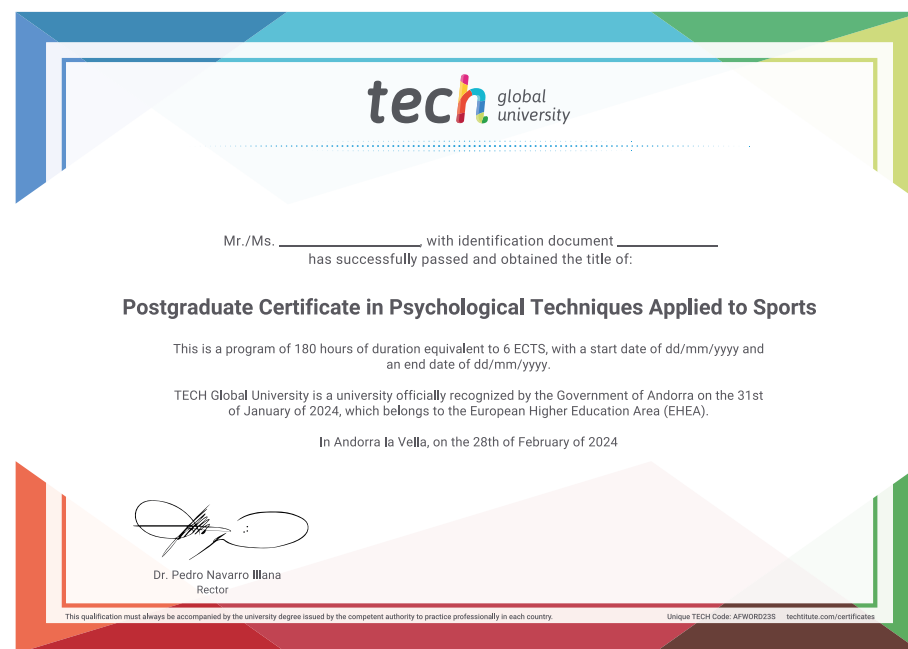 tech global
university
Mr./Ms. ____________, with identification document ____________
has successfully passed and obtained the title of:
Postgraduate Certificate in Psychological Techniques Applied to Sports
This is a program of 180 hours of duration equivalent to 6 ECTS, with a start date of dd/mm/yyyy and
an end date of dd/mm/yyyy.
TECH Global University is a university officially recognized by the Government of Andorra on the 31st
of January of 2024, which belongs to the European Higher Education Area (EHEA).
In Andorra la Vella, on the 28th of February of 2024
Dr. Pedro Navarro Illana
Rector
This qualification must always be accompanied by the university degree issued by the competent authority to practice professionally in each country.
Unique TECH Code: AFWORD23S techtitute.com/certificates